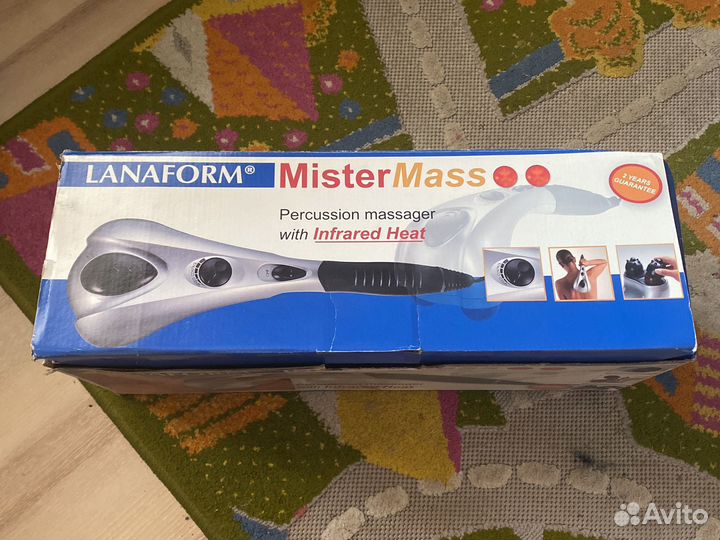 LANAFORM®
MisterMass
2 YEARS
GUARANTEE
Percussion massager
with Infrared Heat
Avito